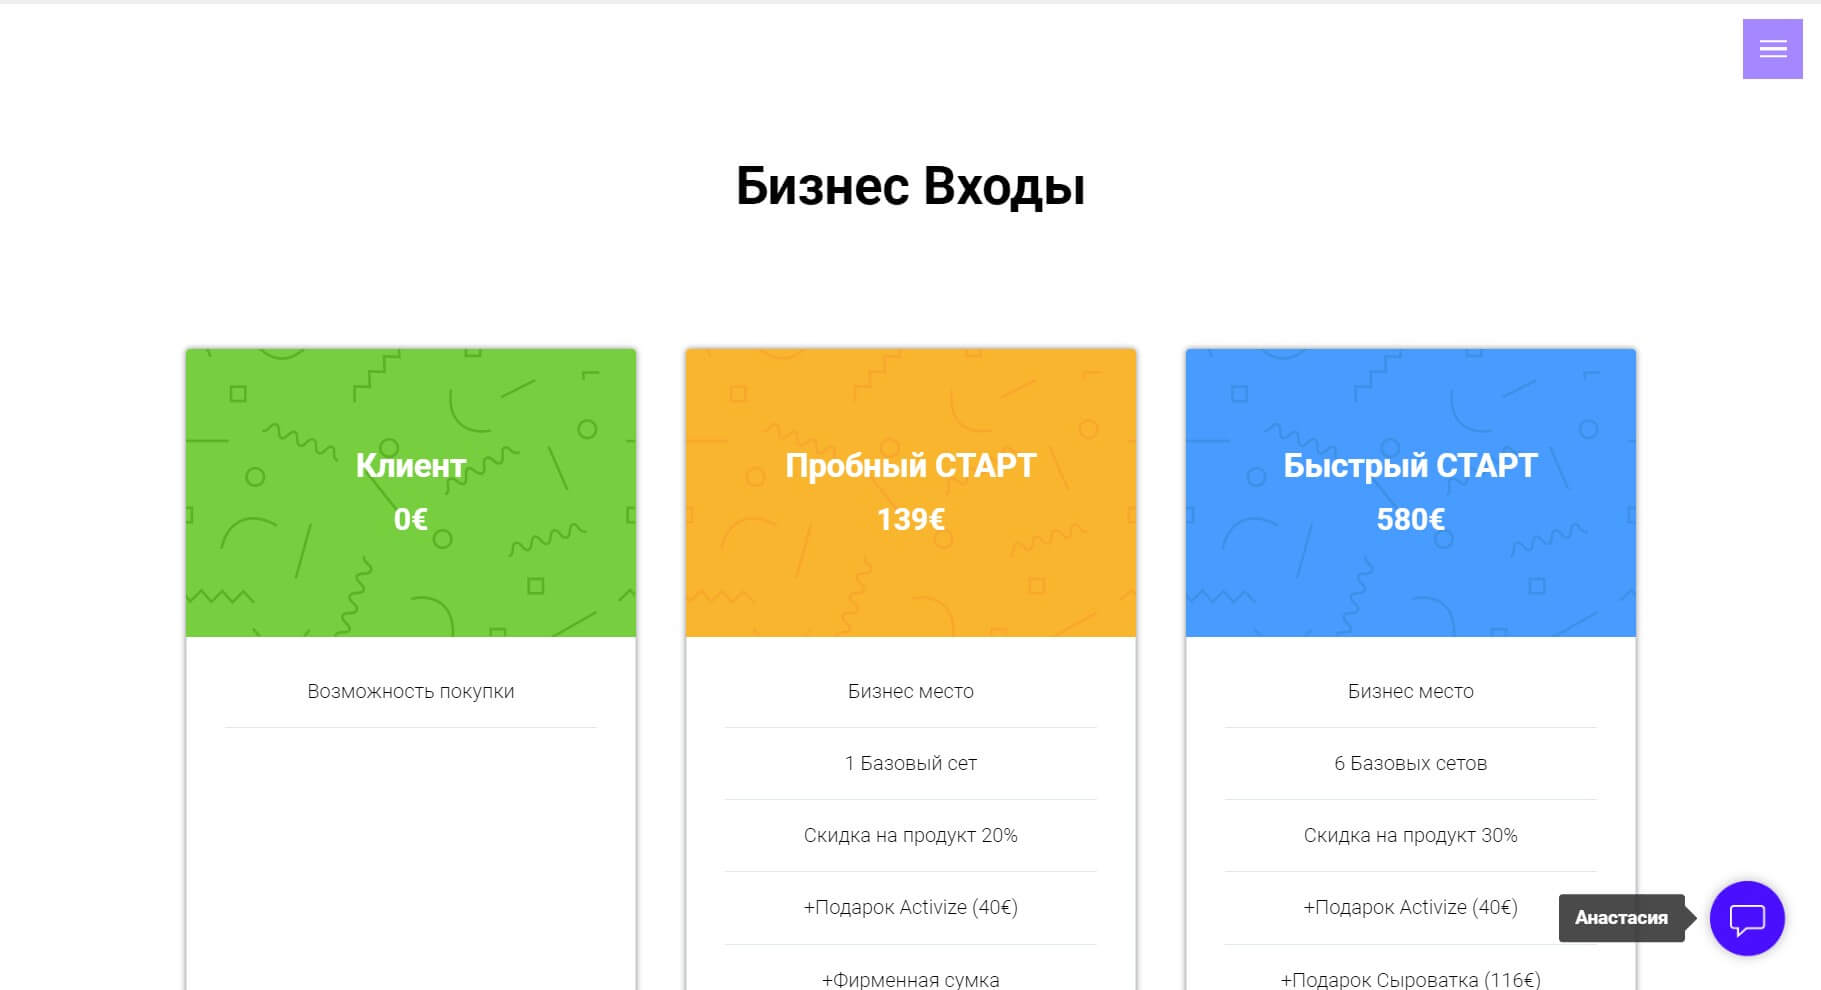 Бизнес Входы
Клиент
0€
Возможность покупки
Пробный СТАРТ
139€
Бизнес место
1 Базовый сет
Скидка на продукт 20%
+Подарок Activize (40€)
+Фирменная сумка
Быстрый СТАРТ
580€
Бизнес место
6 Базовых сетов
Скидка на продукт 30%
+Подарок Activize (40€)
+Подарок Сыроватка (116€)
Анастасия